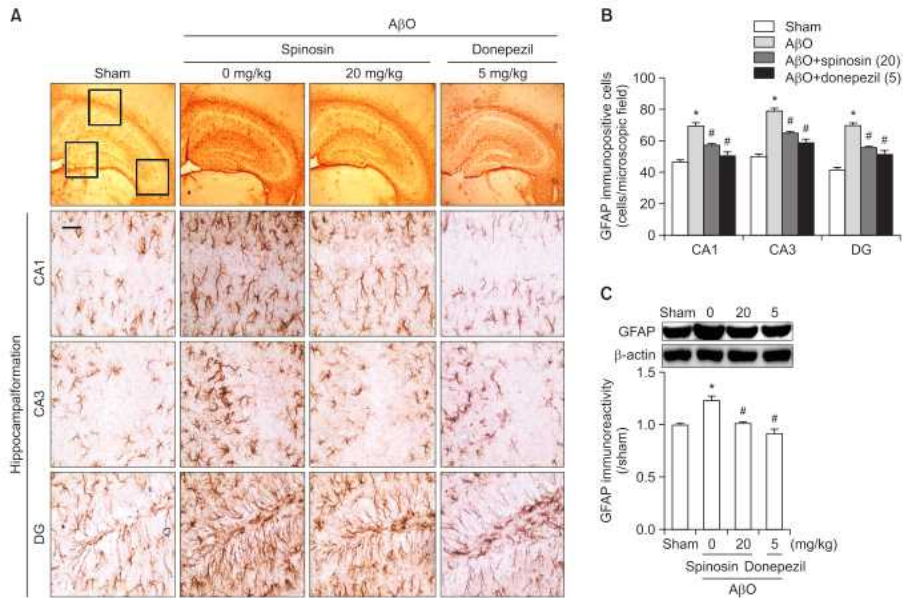 A
AβO
Spinosin
Donepezil
Sham
0 mg/kg
20 mg/kg
5 mg/kg
Hippocampalformation
CA1
CA3
DG
B
Sham
AβO
AβO+spinosin (20)
AβO+donepezil (5)
GFAP immunopositive cells
(cells/microscopic field)
100
80
60
40
20
0
*
#
#
*
#
#
*
#
#
CA1
CA3
DG
C
Sham 0 20 5
GFAP
β-actin
GFAP immunoreactivity
(/sham)
1.5
1.0
0.5
0.0
*
#
#
Sham 0 20 5 (mg/kg)
Spinosin Donepezil
AβO